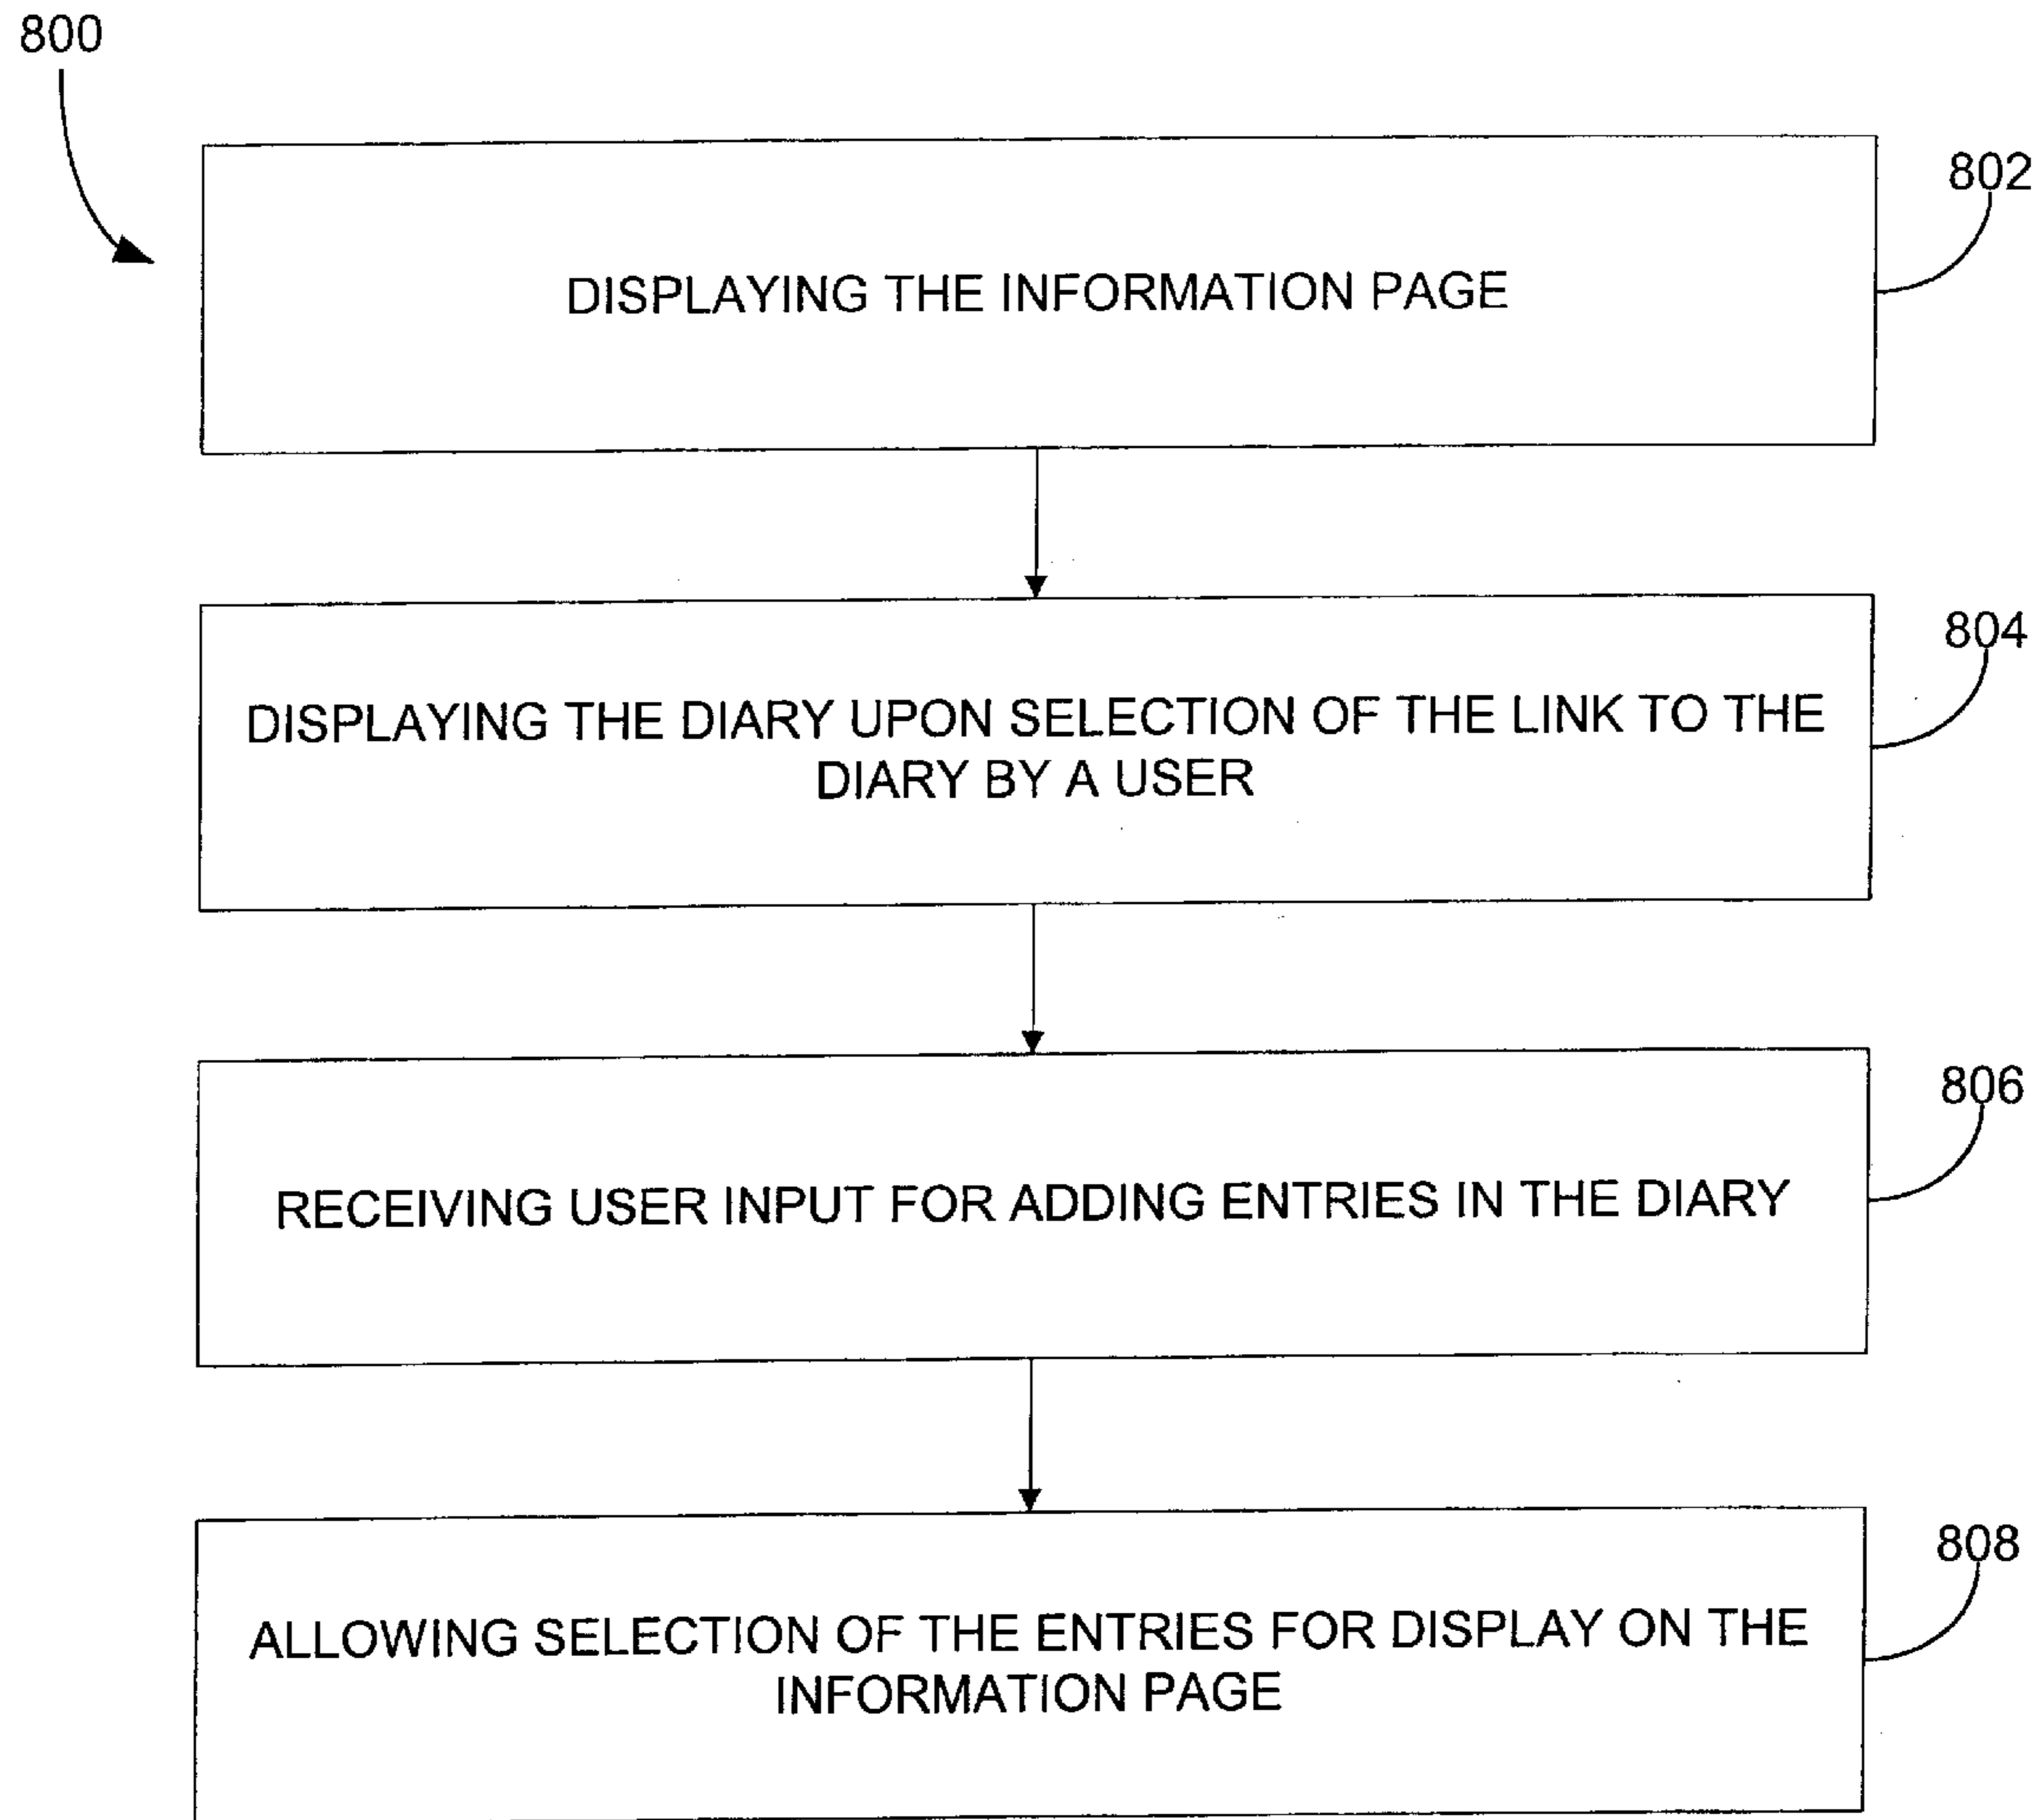 800
802
DISPLAYING THE INFORMATION PAGE
804
DISPLAYING THE DIARY UPON SELECTION OF THE LINK TO THE
DIARY BY A USER
806
RECEIVING USER INPUT FOR ADDING ENTRIES IN THE DIARY
808
ALLOWING SELECTION OF THE ENTRIES FOR DISPLAY ON THE
INFORMATION PAGE